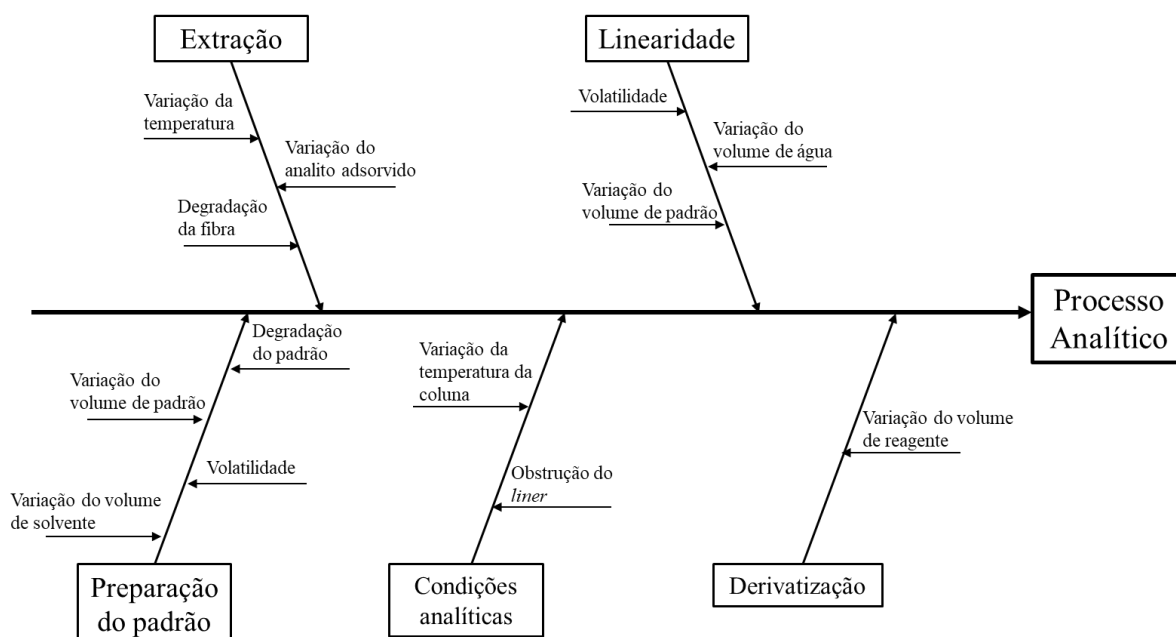 Extração
Linearidade
Variação da
temperatura
Variação do
analito adsorvido
Degradação
da fibra
Volatilidade
Variação do
volume de água
Variação do
volume de padrão
Processo
Analítico
Degradação
do padrão
Variação do
volume de padrão
Volatilidade
Variação do volume
de solvente
Variação da
temperatura da
coluna
Obstrução do
liner
Variação do volume
de reagente
Preparação
do padrão
Condições
analíticas
Derivatização